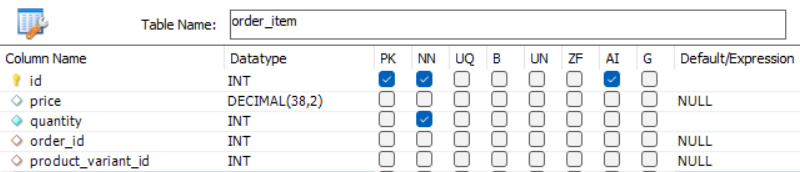 Table Name: order_item
Column Name Datatype PK NN UQ B UN ZF AI G Default/Expression
id INT
price DECIMAL(38,2) NULL
quantity INT
order_id INT NULL
product_variant_id INT NULL